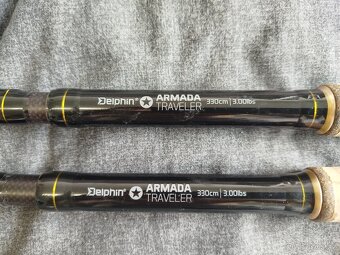 Delphin ARMADA
TRAVELER 330cm | 3.00lbs
Delphin ARMADA
TRAVELER 330cm | 3.00lbs